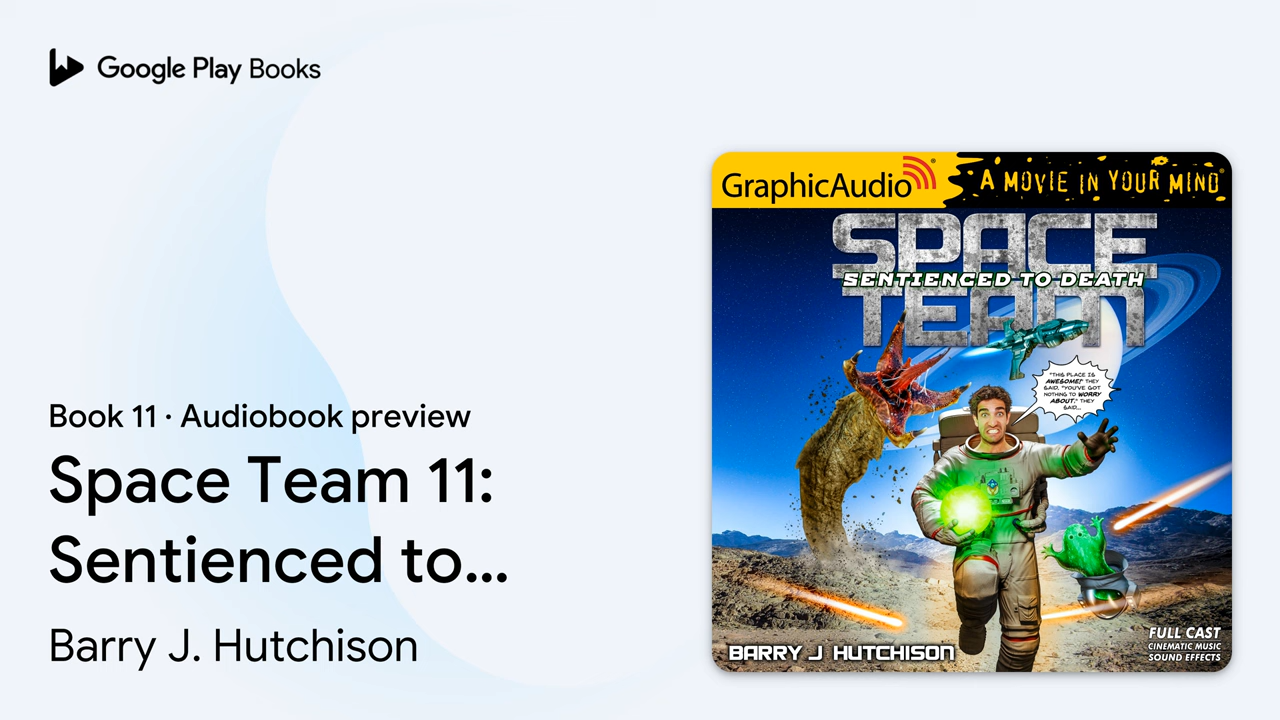 Google Play Books
Book 11 · Audiobook preview
Space Team 11:
Sentienced to...
Barry J. Hutchison
GraphicAudio®
A MOVIE IN YOUR MIND®
SPACE
SENTIENCED TO DEATH
TEAM
"THIS PLACE IS
AWESOME!" THEY
SAID, "YOU'VE GOT
NOTHING TO WORRY
ABOUT," THEY
SAID...
BARRY J HUTCHISON
FULL CAST
CINEMATIC MUSIC
SOUND EFFECTS